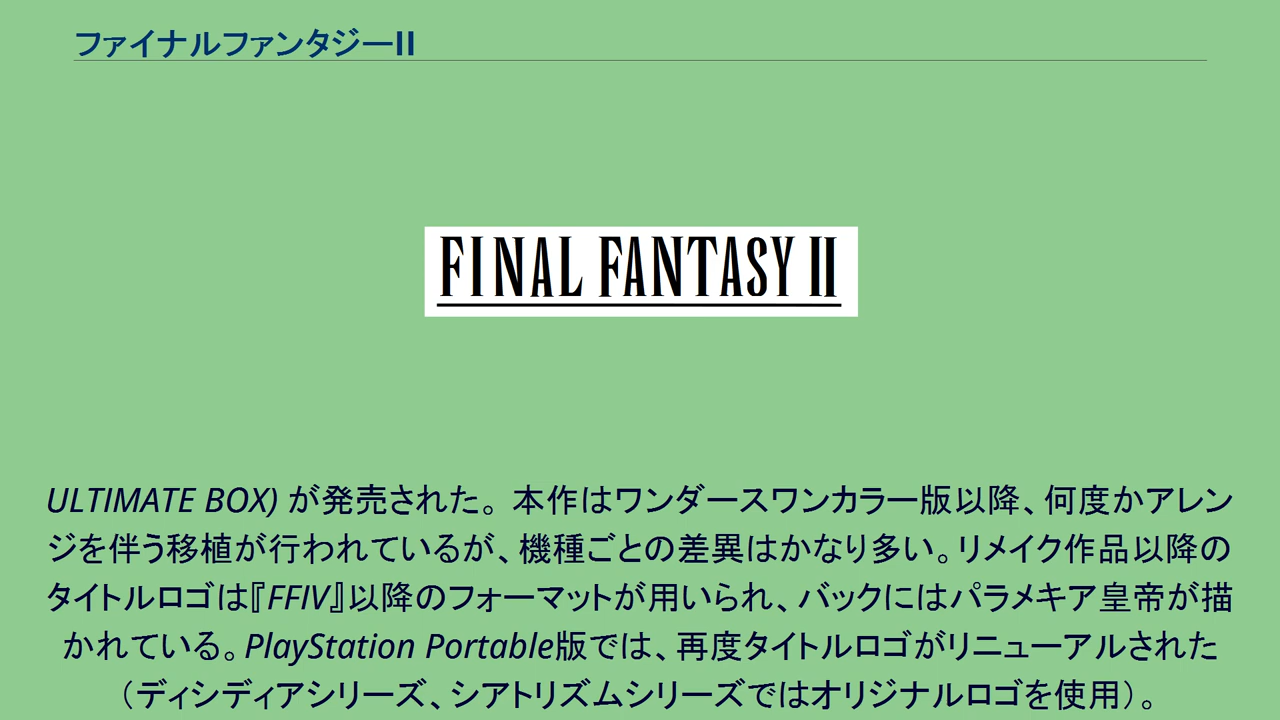 ファイナルファンタジーII
FINAL FANTASY II
ULTIMATE BOX) が発売された。本作はワンダースワンカラー版以降、何度かアレン
ジを伴う移植が行われているが、機種ごとの差異はかなり多い。リメイク作品以降の
タイトルロゴは『FFIV』以降のフォーマットが用いられ、バックにはパラメキア皇帝が描
かれている。PlayStation Portable版では、再度タイトルロゴがリニューアルされた
（ディシディアシリーズ、シアトリズムシリーズではオリジナルロゴを使用）。